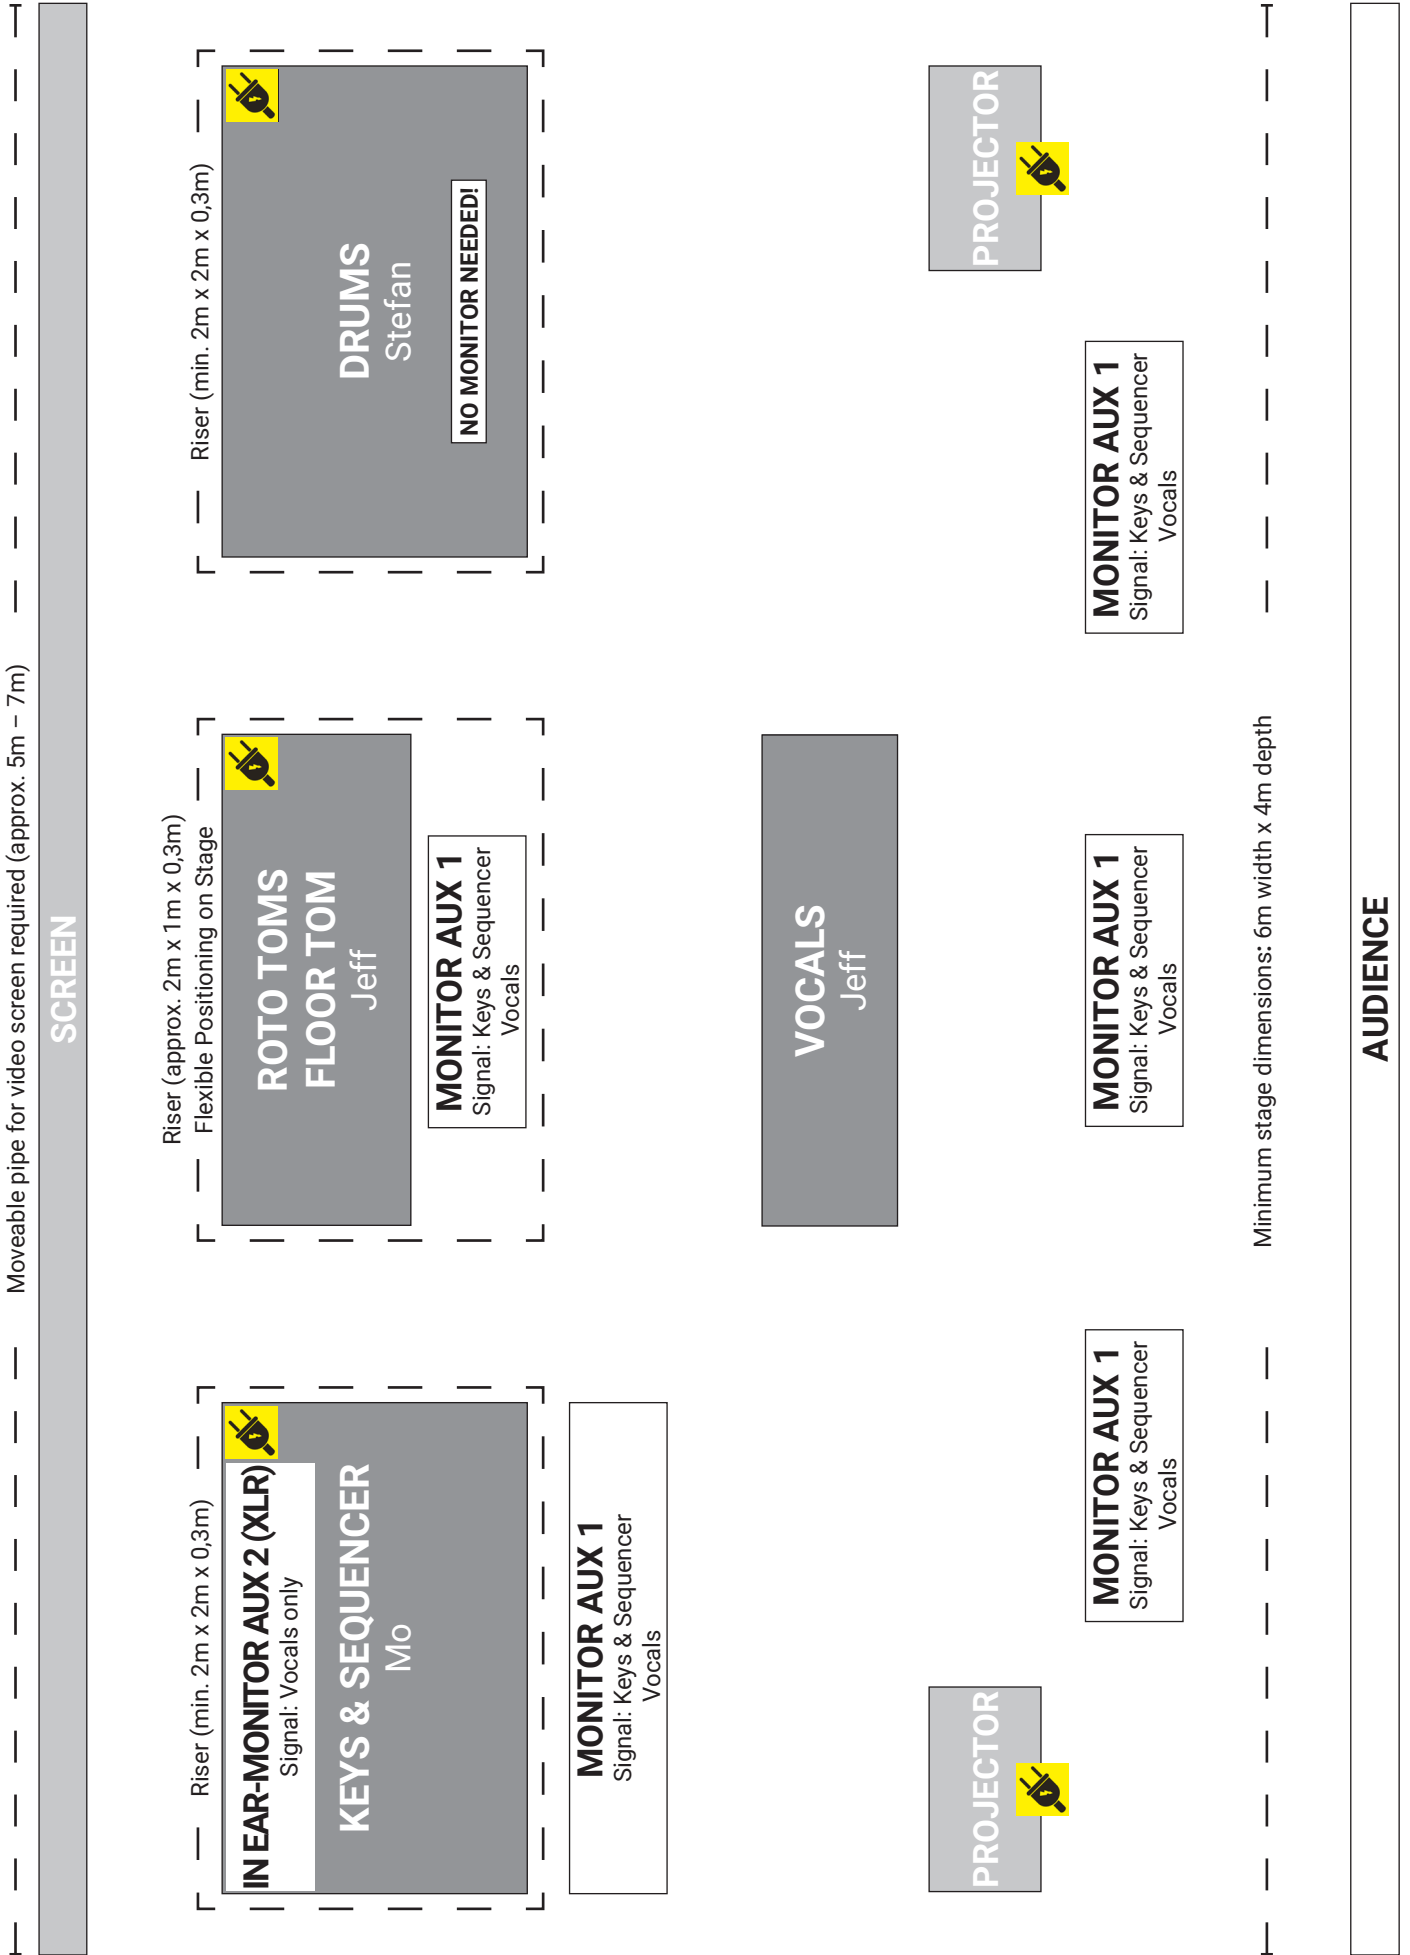 Moveable pipe for video screen required (approx. 5m – 7m)
SCREEN
Riser (min. 2m x 2m x 0,3m)
IN EAR-MONITOR AUX 2 (XLR)
Signal: Vocals only
KEYS & SEQUENCER
Mo
MONITOR AUX 1
Signal: Keys & Sequencer
Vocals
Riser (approx. 2m x 1m x 0,3m)
Flexible Positioning on Stage
ROTO TOMS
FLOOR TOM
Jeff
MONITOR AUX 1
Signal: Keys & Sequencer
Vocals
Riser (min. 2m x 2m x 0,3m)
DRUMS
Stefan
NO MONITOR NEEDED!
VOCALS
Jeff
PROJECTOR
PROJECTOR
MONITOR AUX 1
Signal: Keys & Sequencer
Vocals
MONITOR AUX 1
Signal: Keys & Sequencer
Vocals
MONITOR AUX 1
Signal: Keys & Sequencer
Vocals
Minimum stage dimensions: 6m width x 4m depth
AUDIENCE